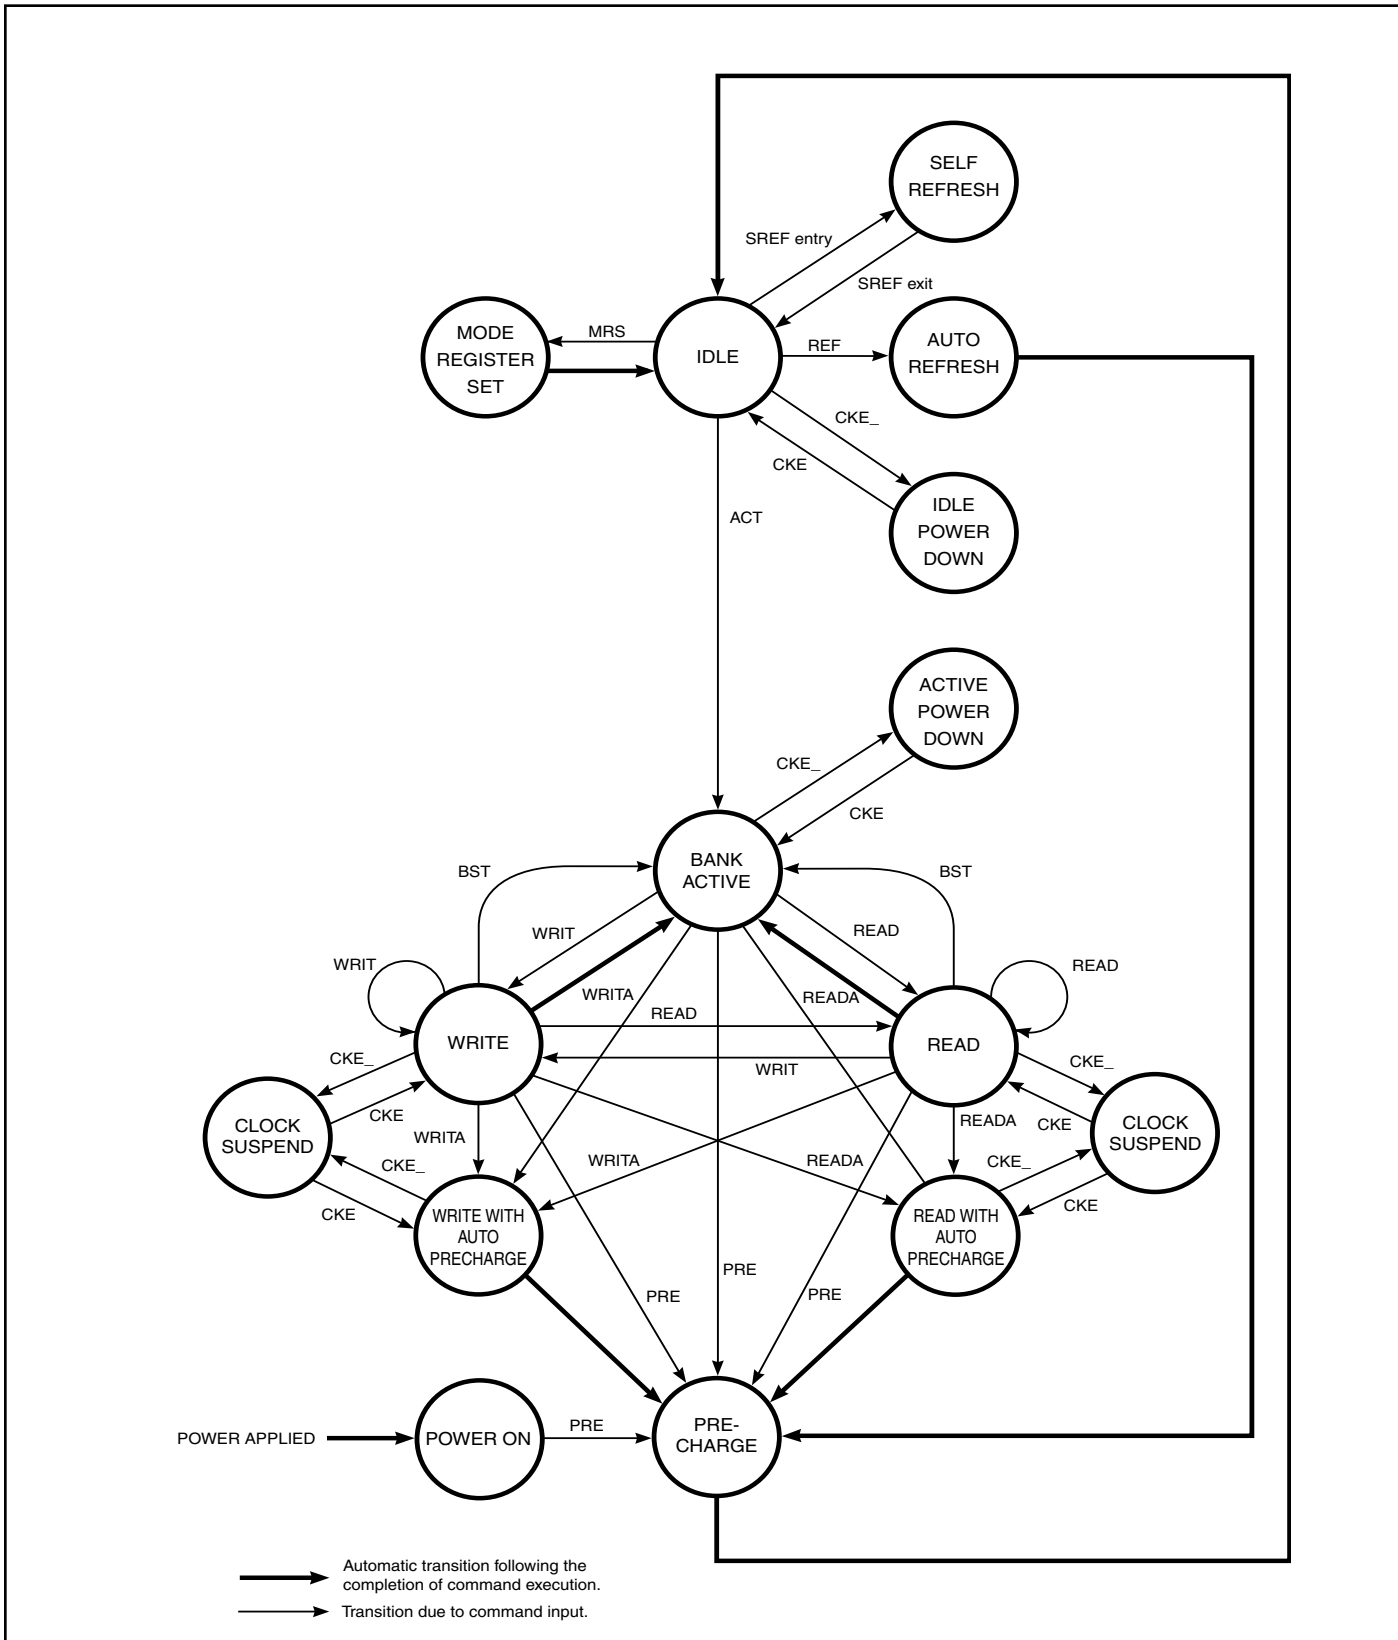 SELF
REFRESH
SREF entry
SREF exit
MODE
REGISTER
SET
MRS
IDLE
REF
AUTO
REFRESH
CKE_
CKE
IDLE
POWER
DOWN
ACT
ACTIVE
POWER
DOWN
CKE_
CKE
BANK
ACTIVE
BST
BST
WRIT
READ
WRIT
READ
WRITA
READA
READ
WRITE
READ
WRIT
CKE_
CKE_
CKE
CKE
CLOCK
SUSPEND
CLOCK
SUSPEND
WRITA
READA
CKE_
WRITA
READA
CKE_
CKE
CKE
WRITE WITH
AUTO
PRECHARGE
READ WITH
AUTO
PRECHARGE
PRE
PRE
PRE
POWER APPLIED
POWER ON
PRE
PRE-
CHARGE
Automatic transition following the
completion of command execution.
Transition due to command input.